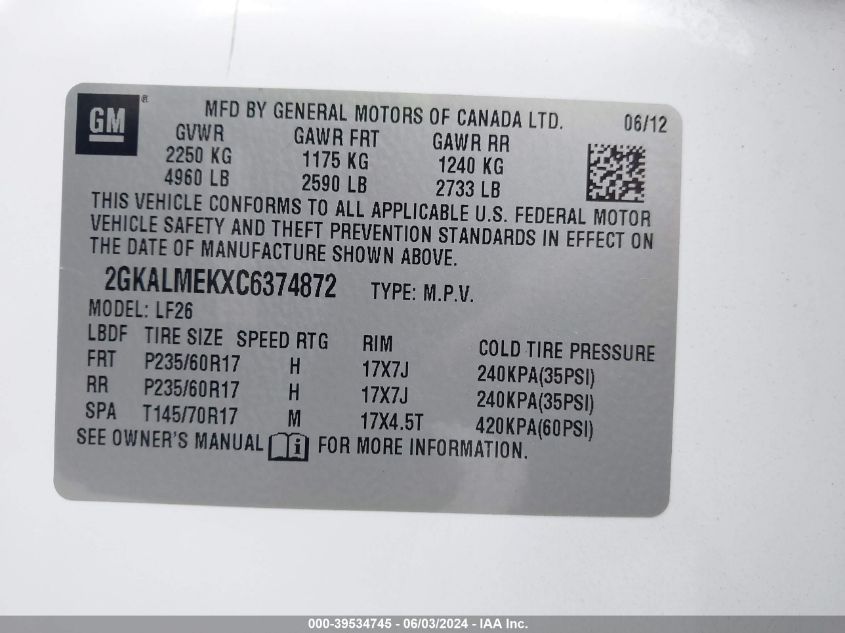 GM ®
MFD BY GENERAL MOTORS OF CANADA LTD. 06/12
GVWR GAWR FRT GAWR RR
2250 KG 1175 KG 1240 KG
4960 LB 2590 LB 2733 LB
THIS VEHICLE CONFORMS TO ALL APPLICABLE U.S. FEDERAL MOTOR
VEHICLE SAFETY AND THEFT PREVENTION STANDARDS IN EFFECT ON
THE DATE OF MANUFACTURE SHOWN ABOVE.
2GKALMEKXC6374872 TYPE: M.P.V.
MODEL: LF26
LBDF TIRE SIZE SPEED RTG RIM COLD TIRE PRESSURE
FRT P235/60R17 H 17X7J 240KPA(35PSI)
RR P235/60R17 H 17X7J 240KPA(35PSI)
SPA T145/70R17 M 17X4.5T 420KPA(60PSI)
SEE OWNER'S MANUAL i FOR MORE INFORMATION.
000-39534745 - 06/03/2024 - IAA Inc.